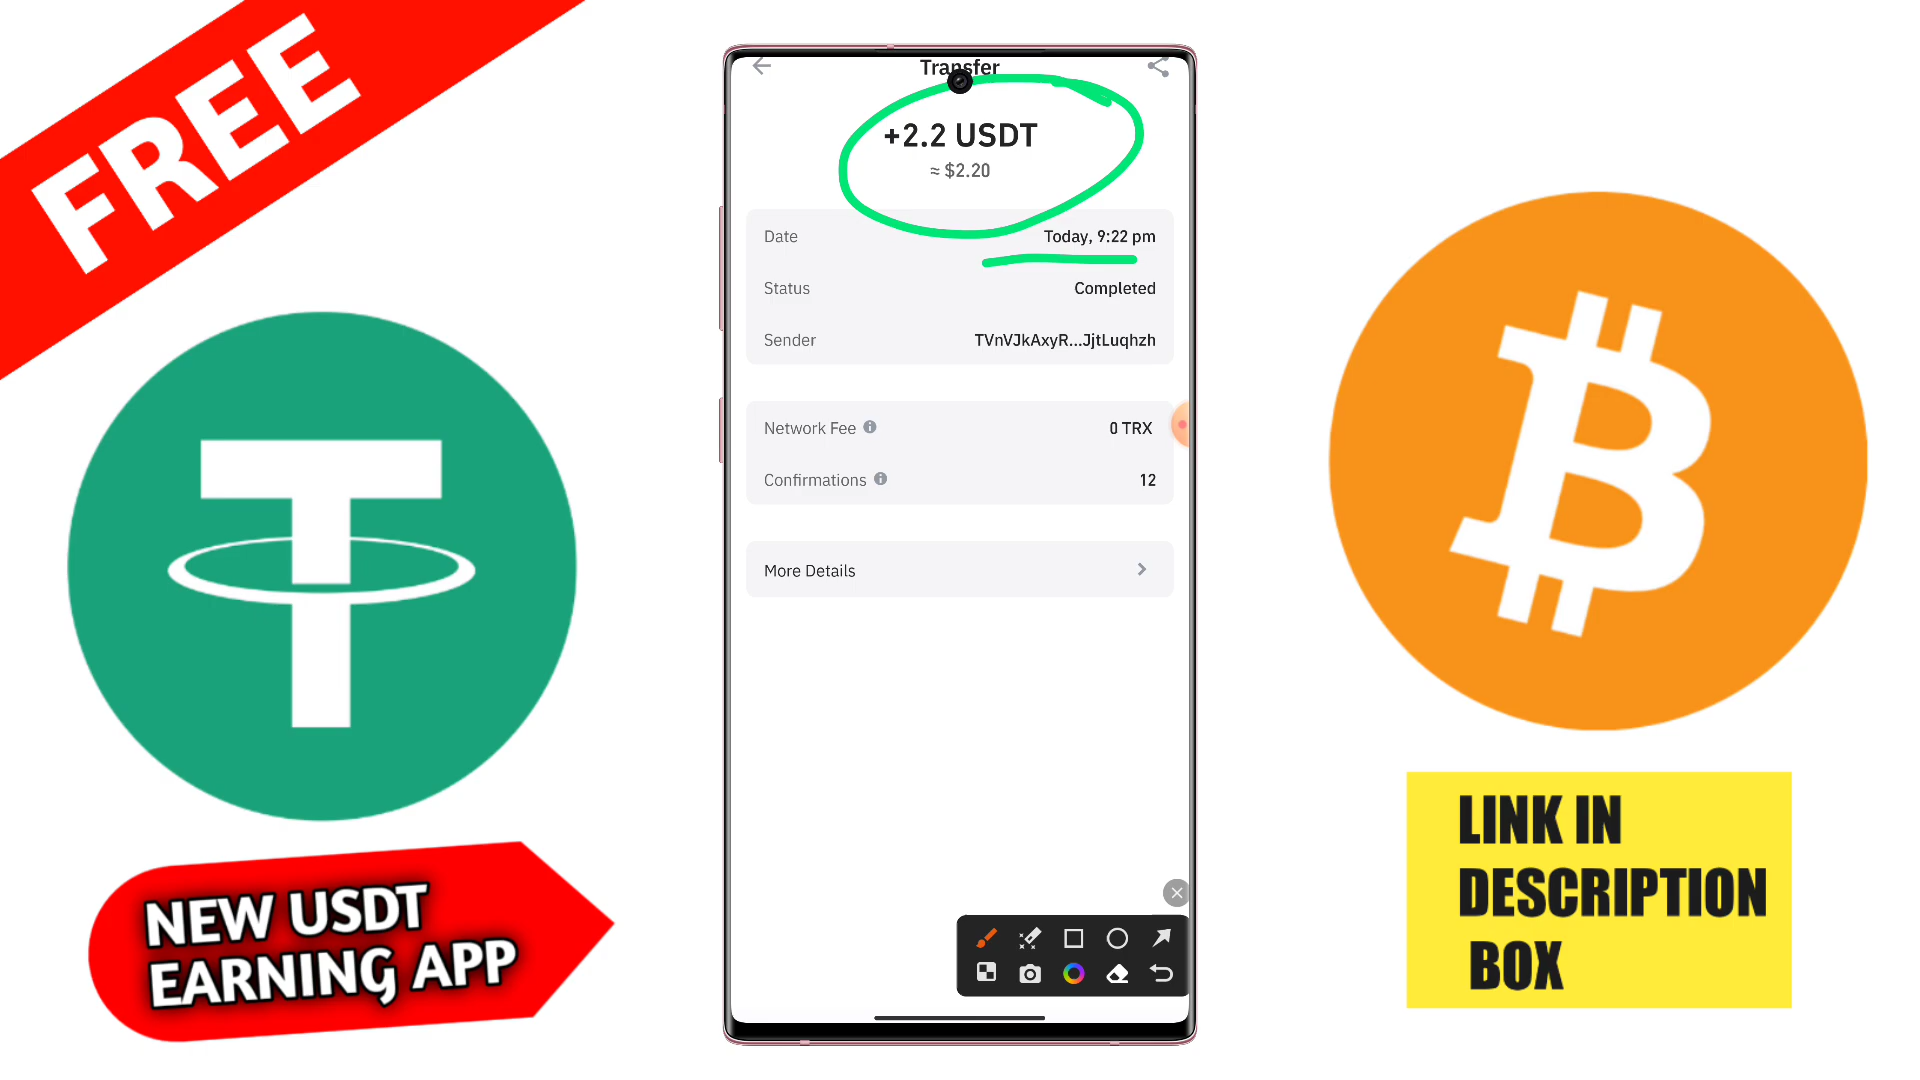 FREE
Transfer
+2.2 USDT
≈ $2.20
Date Today, 9:22 pm
Status Completed
Sender TVnVJkAxyR...JjtLuqhzh
Network Fee 0 TRX
Confirmations 12
More Details
NEW USDT
EARNING APP
LINK IN
DESCRIPTION
BOX